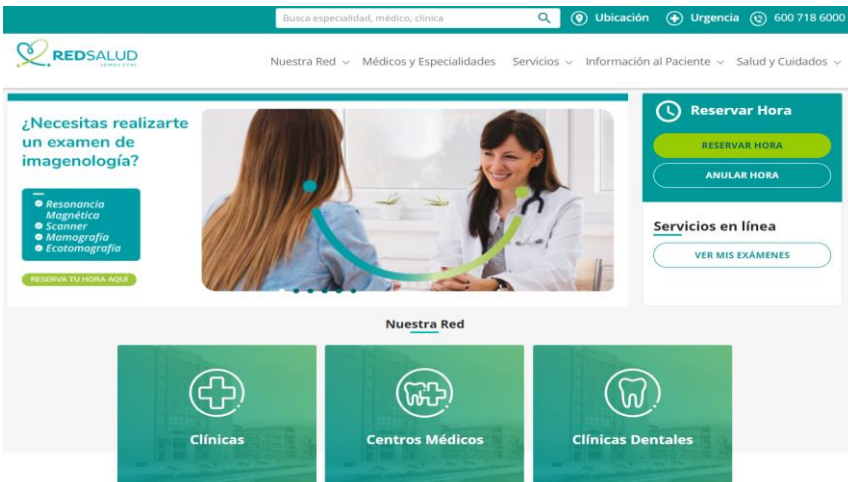 Busca especialidad, médico, clínica
Ubicación
Urgencia
600 718 6000
REDSALUD
SOMOS CCHC
Nuestra Red
Médicos y Especialidades
Servicios
Información al Paciente
Salud y Cuidados
¿Necesitas realizarte
un examen de
imagenología?
Resonancia
Magnética
Scanner
Mamografía
Ecotomografía
RESERVA TU HORA AQUÍ
Reservar Hora
RESERVAR HORA
ANULAR HORA
Servicios en línea
VER MIS EXÁMENES
Nuestra Red
Clínicas
Centros Médicos
Clínicas Dentales